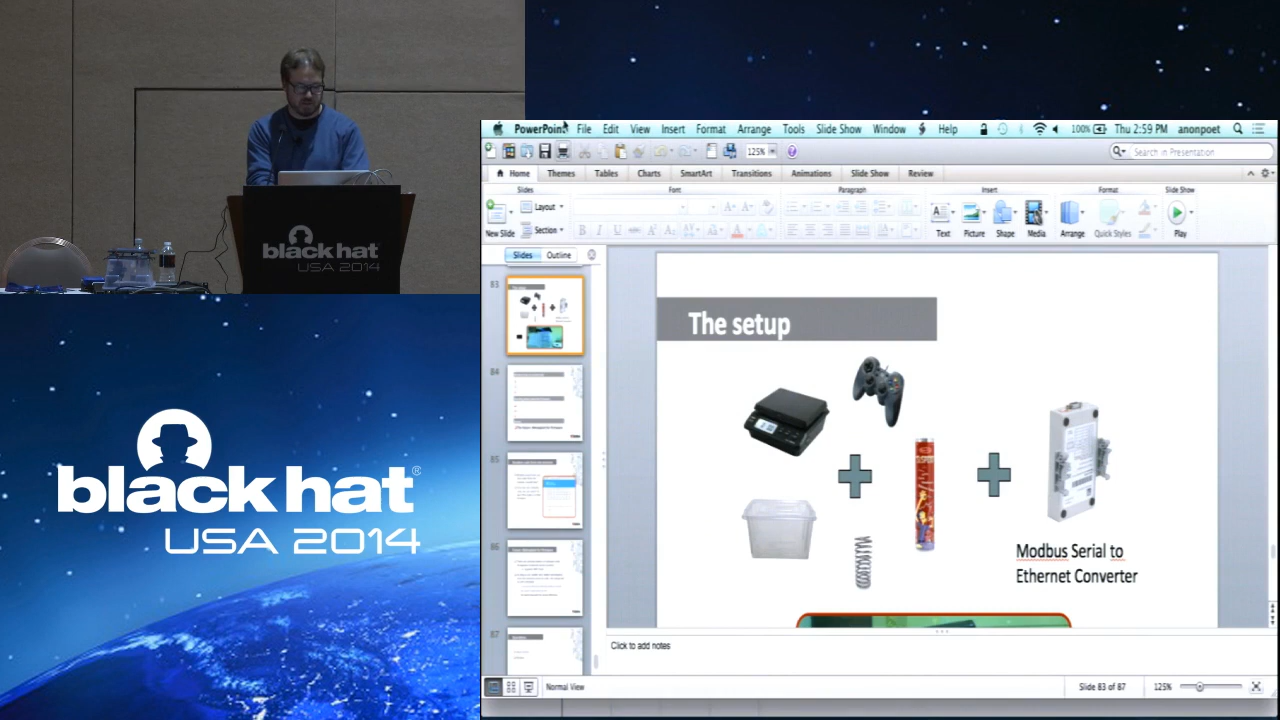 black hat
USA 2014
black hat®
USA 2014
PowerPoint File Edit View Insert Format Arrange Tools Slide Show Window Help 100% Thu 2:59 PM anonpoet
125% Search in Presentation
Home Themes Tables Charts SmartArt Transitions Animations Slide Show Review
Slides Font Paragraph Insert Format Slide Show
New Slide Layout Section Text Picture Shape Media Arrange Quick Styles Play
Slides Outline
83
84
85
86
87
The setup
Modbus Serial to
Ethernet Converter
Click to add notes
Normal View Slide 83 of 87 125%